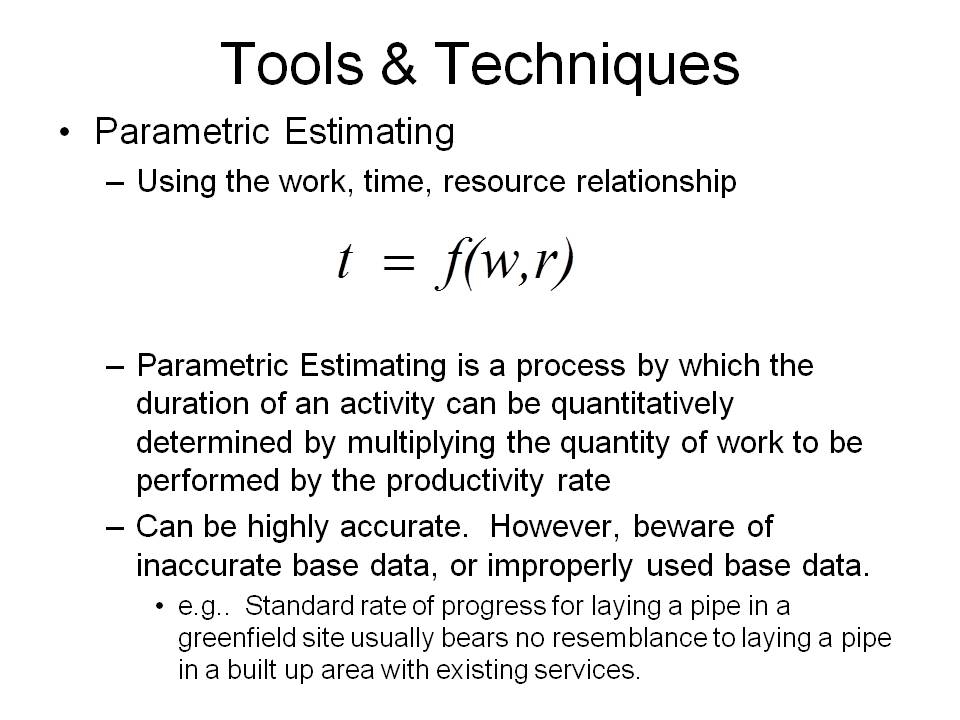 Tools & Techniques
• Parametric Estimating
– Using the work, time, resource relationship
t = f(w,r)
– Parametric Estimating is a process by which the
duration of an activity can be quantitatively
determined by multiplying the quantity of work to be
performed by the productivity rate
– Can be highly accurate.  However, beware of
inaccurate base data, or improperly used base data.
• e.g..  Standard rate of progress for laying a pipe in a
greenfield site usually bears no resemblance to laying a pipe
in a built up area with existing services.